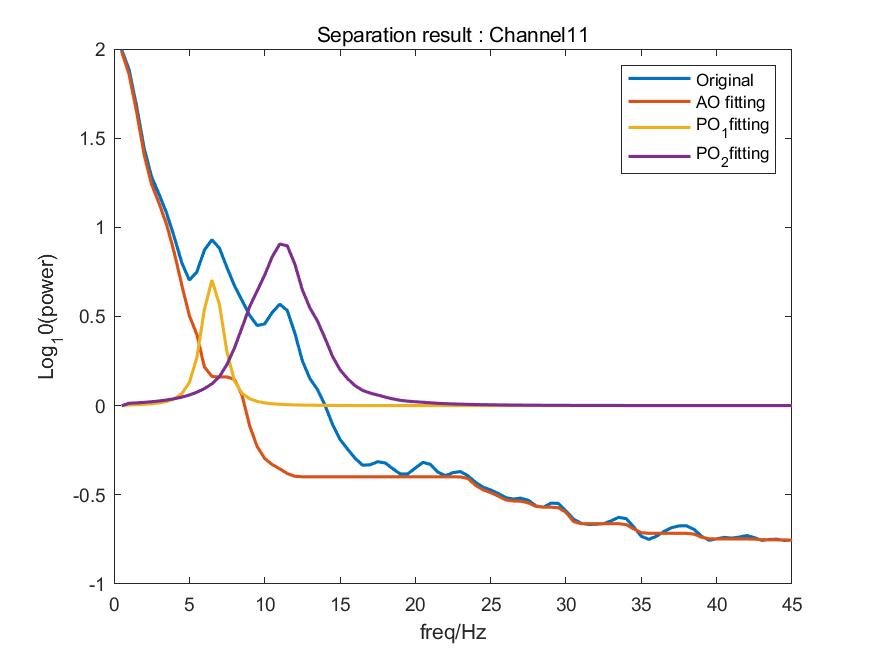 Separation result : Channel11
Original
AO fitting
PO1fitting
PO2fitting
2
1.5
1
0.5
0
-0.5
-1
Log10(power)
0 5 10 15 20 25 30 35 40 45
freq/Hz